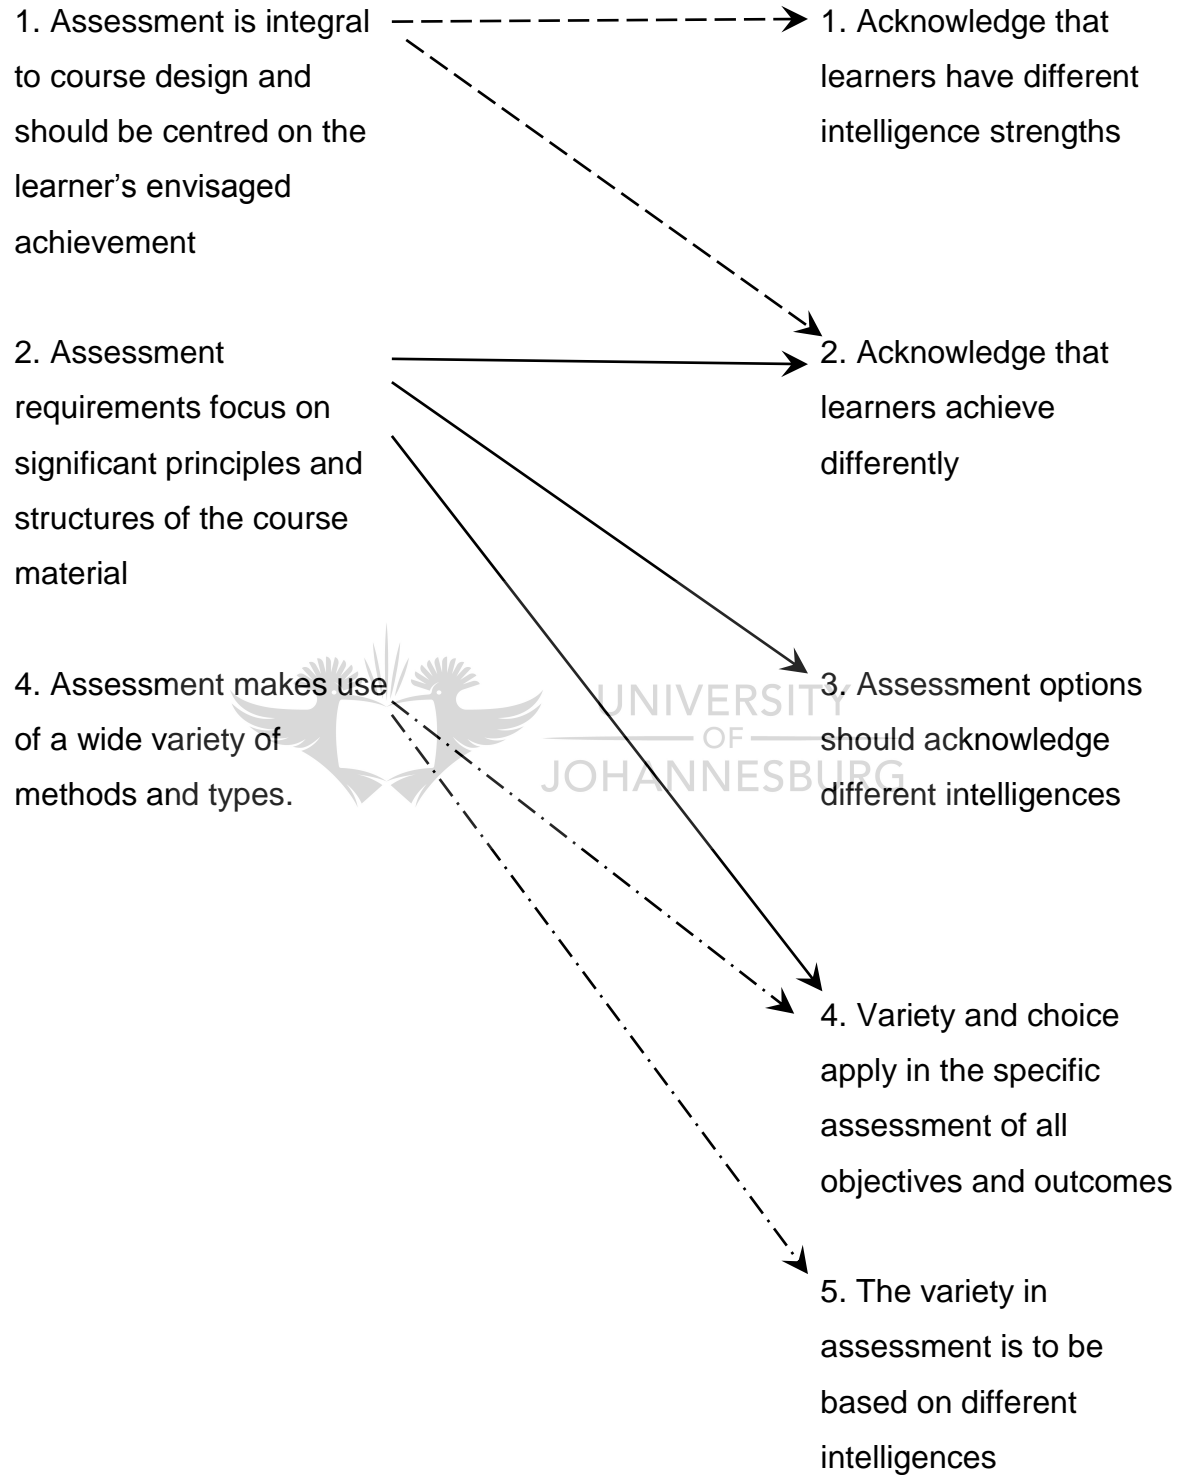 1. Assessment is integral
to course design and
should be centred on the
learner’s envisaged
achievement
1. Acknowledge that
learners have different
intelligence strengths
2. Assessment
requirements focus on
significant principles and
structures of the course
material
2. Acknowledge that
learners achieve
differently
4. Assessment makes use
of a wide variety of
methods and types.
UNIVERSITY
OF
JOHANNESBURG
3. Assessment options
should acknowledge
different intelligences
4. Variety and choice
apply in the specific
assessment of all
objectives and outcomes
5. The variety in
assessment is to be
based on different
intelligences